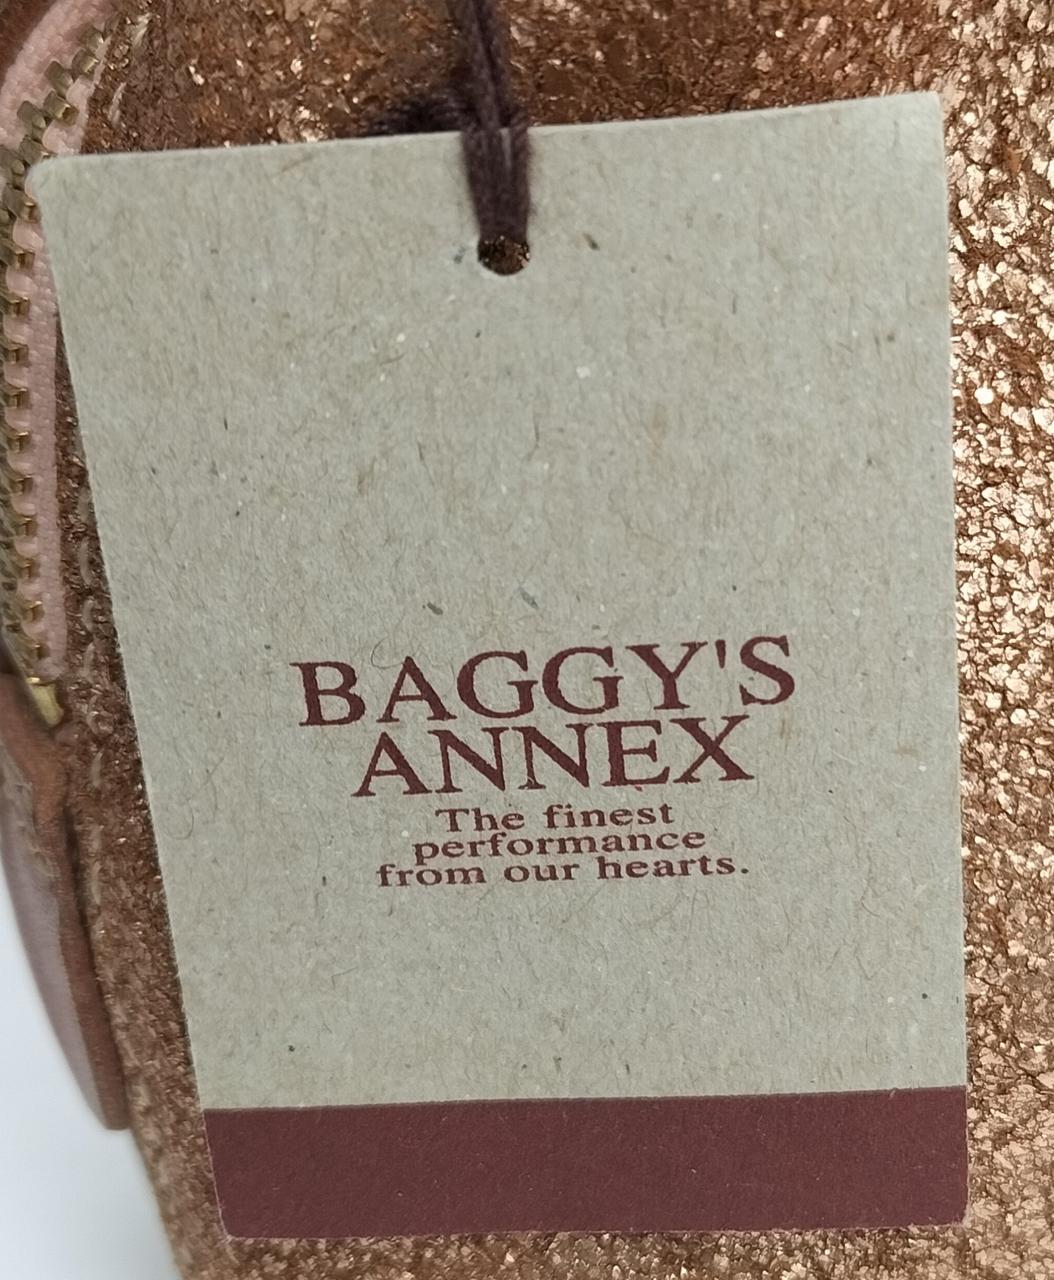 BAGGY'S
ANNEX
The finest
performance
from our hearts.